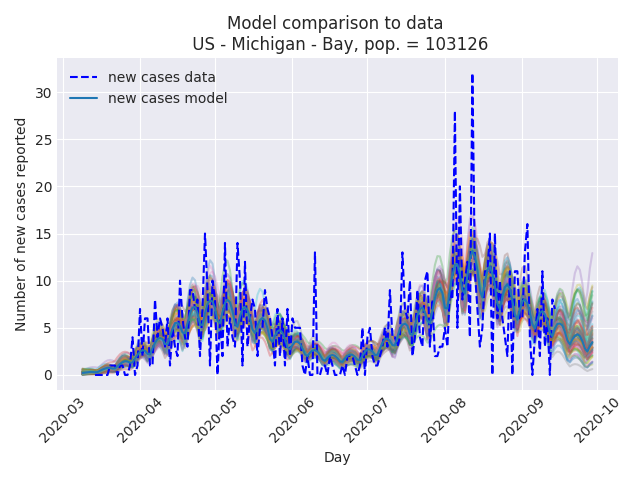 Model comparison to data
US - Michigan - Bay, pop. = 103126
new cases data
new cases model
Number of new cases reported
30
25
20
15
10
5
0
2020-03
2020-04
2020-05
2020-06
2020-07
2020-08
2020-09
2020-10
Day